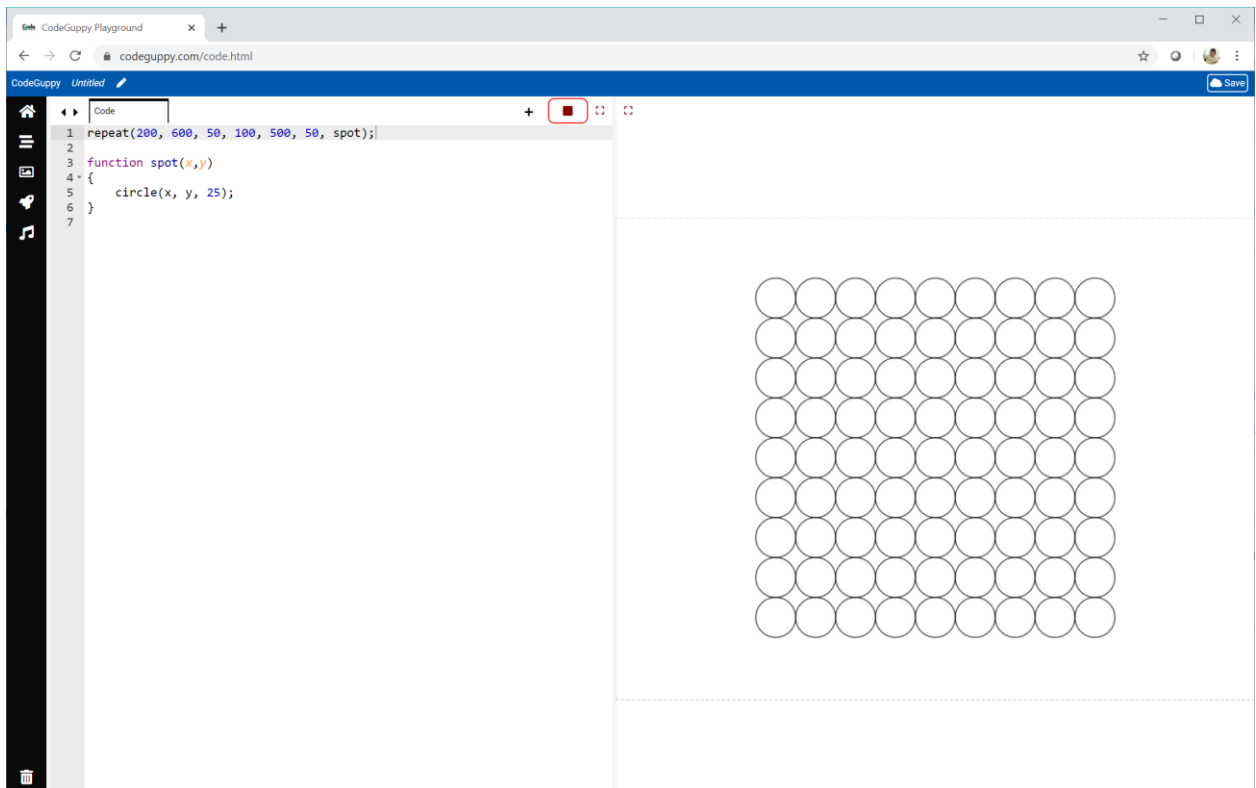 Code CodeGuppy Playground
codeguppy.com/code.html
CodeGuppy Untitled Save
Code
1 repeat(200, 600, 50, 100, 500, 50, spot);
2
3 function spot(x,y)
4 {
5 circle(x, y, 25);
6 }
7